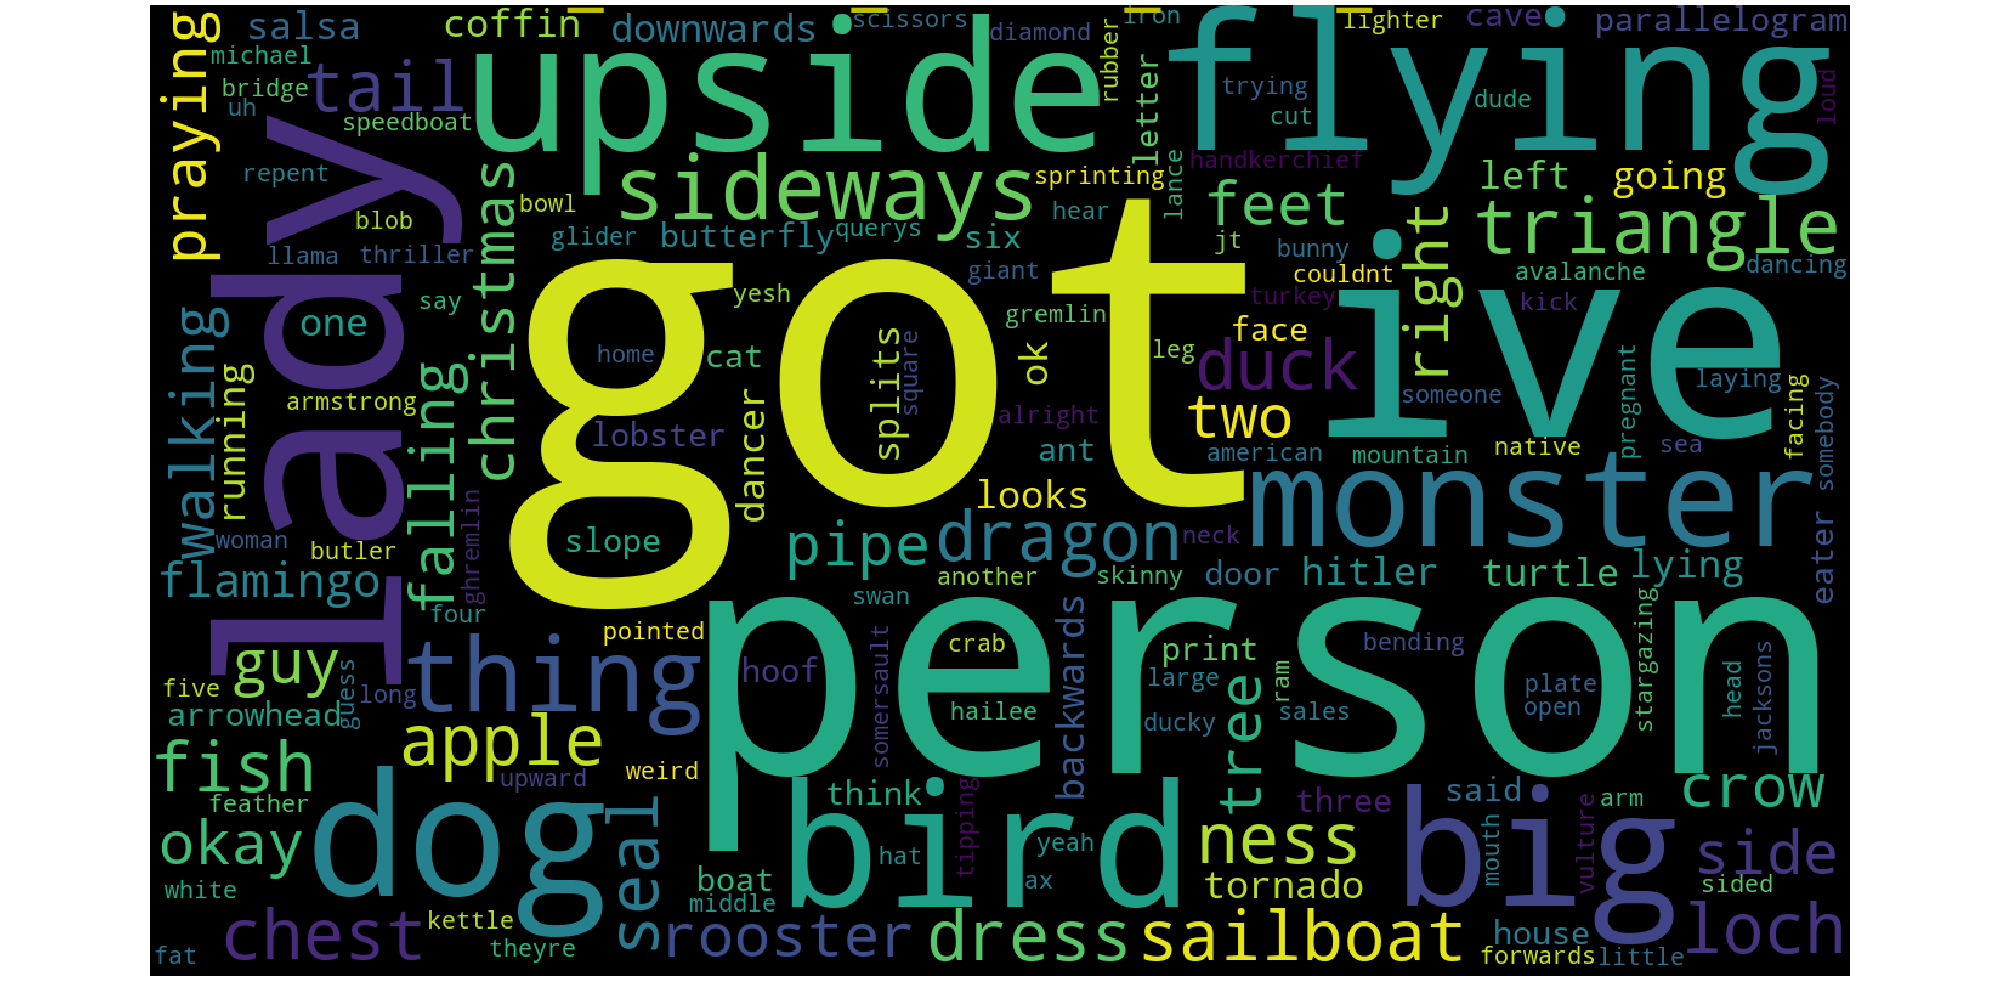 praying
salsa
coffin
downwards
scissors
diamond
rubber
iron
lighter
cave
parallelogram
michael
bridge
uh
tail
speedboat
upside
letter
flying
trying
cut
dude
loud
lady
repent
blob
llama
thriller
christmas
bowl
sideways
glider
butterfly
querys
six
hear
sprinting
lance
handkerchief
feet
jt
bunny
left
going
triangle
avalanche
dancing
walking
one
say
yesh
got
giant
gremlin
couldnt
turkey
right
kick
ive
home
cat
splits
square
ok
leg
face
duck
someone
pregnant
laying
running
armstrong
falling
lobster
dancer
alright
ant
two
american
mountain
native
sea
facing
somebody
looks
monster
woman
butler
ghremlin
slope
pipe
dragon
neck
flamingo
four
another
skinny
door
hitler
turtle
lying
eater
swan
backwards
pointed
person
guy
thing
hoof
somersault
crab
print
bending
stargazing
five
guess
long
arrowhead
hailee
large
ducky
tree
ram
sales
plate
open
head
jacksons
apple
fish
upward
weird
feather
dog
seal
think
bird
three
big
said
arm
crow
okay
hat
tipping
yeah
ness
mouth
vulture
side
white
boat
middle
ax
tornado
sided
chest
kettle
theyre
rooster
dress
sailboat
house
loch
fat
forwards
little